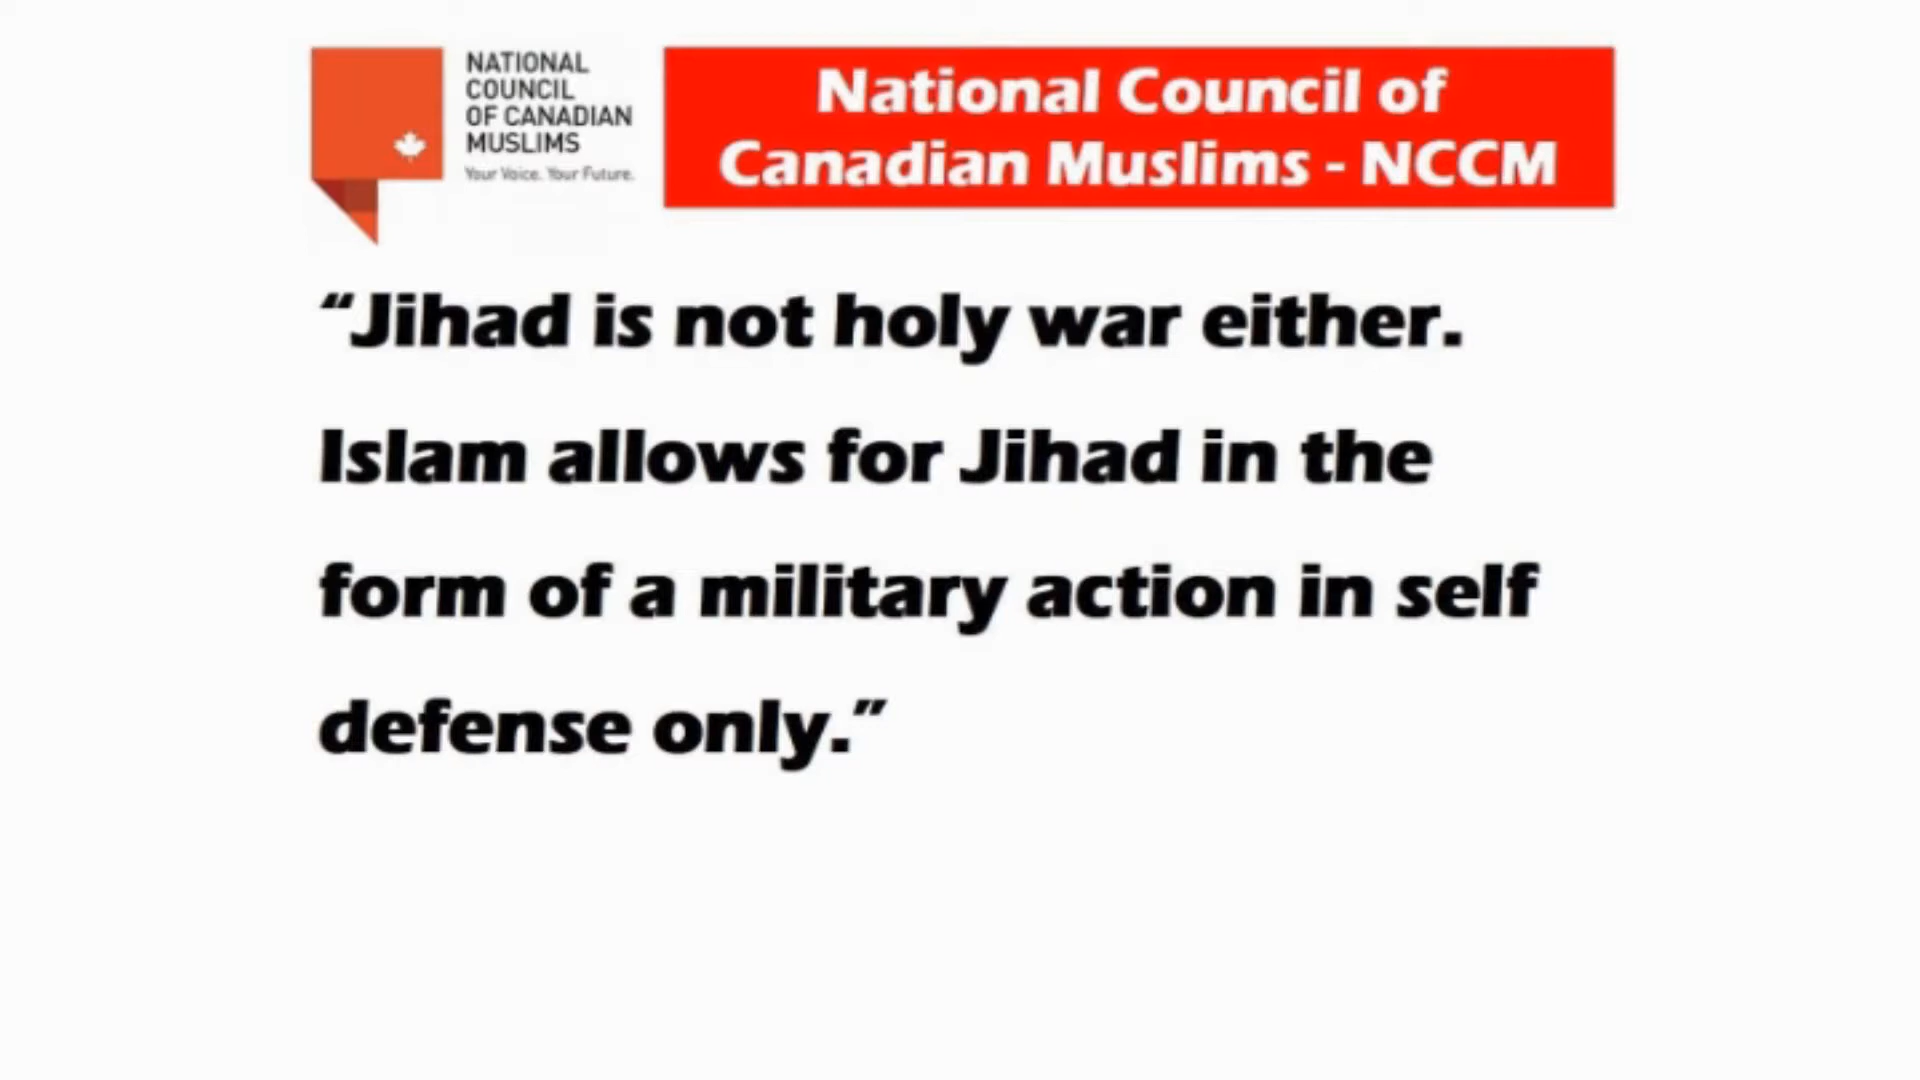 NATIONAL
COUNCIL
OF CANADIAN
MUSLIMS
Your Voice. Your Future.
National Council of
Canadian Muslims - NCCM
“Jihad is not holy war either.
Islam allows for Jihad in the
form of a military action in self
defense only.”